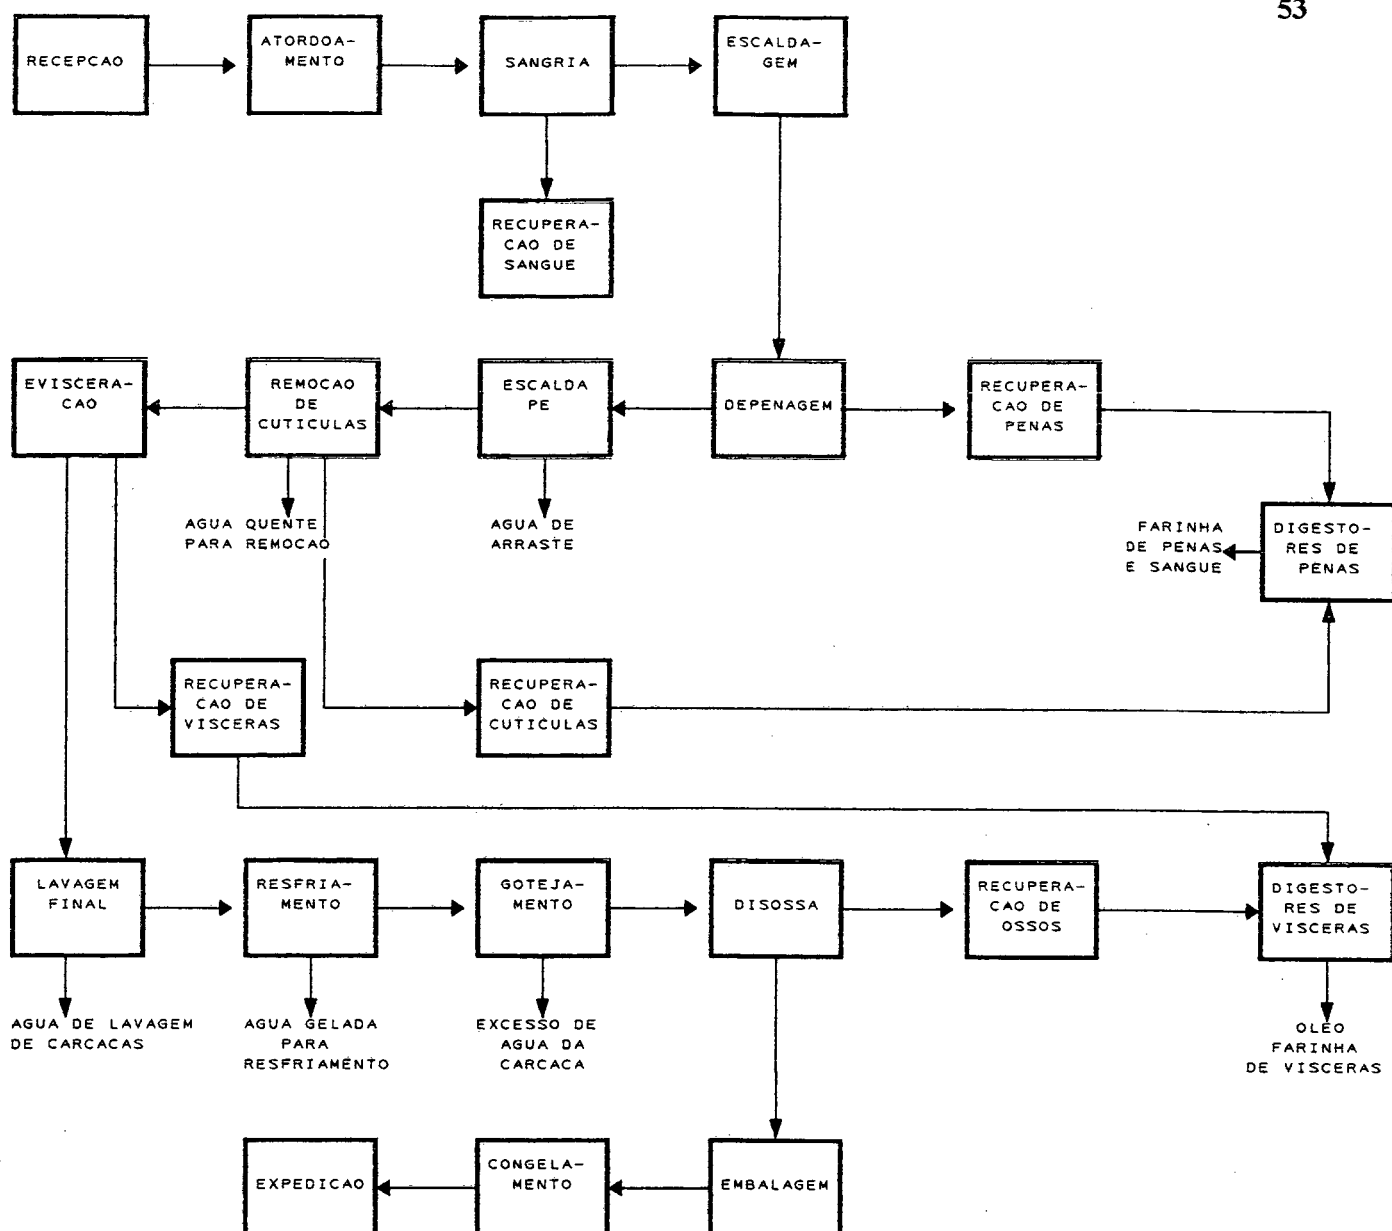 53
RECEPCAO
ATORDOA-
MENTO
SANGRIA
ESCALDA-
GEM
RECUPERA-
CAO DE
SANGUE
EVISCERA-
CAO
REMOCAO
DE
CUTICULAS
ESCALDA
PE
DEPENAGEM
RECUPERA-
CAO DE
PENAS
AGUA QUENTE
PARA REMOCAO
AGUA DE
ARRASTE
FARINHA
DE PENAS
E SANGUE
DIGESTO-
RES DE
PENAS
RECUPERA-
CAO DE
VISCERAS
RECUPERA-
CAO DE
CUTICULAS
LAVAGEM
FINAL
RESFRIA-
MENTO
GOTEJA-
MENTO
DISOSSA
RECUPERA-
CAO DE
OSSOS
DIGESTO-
RES DE
VISCERAS
AGUA DE LAVAGEM
DE CARCACAS
AGUA GELADA
PARA
RESFRIAMENTO
EXCESSO DE
AGUA DA
CARCACA
OLEO
FARINHA
DE VISCERAS
EXPEDICAO
CONGELA-
MENTO
EMBALAGEM